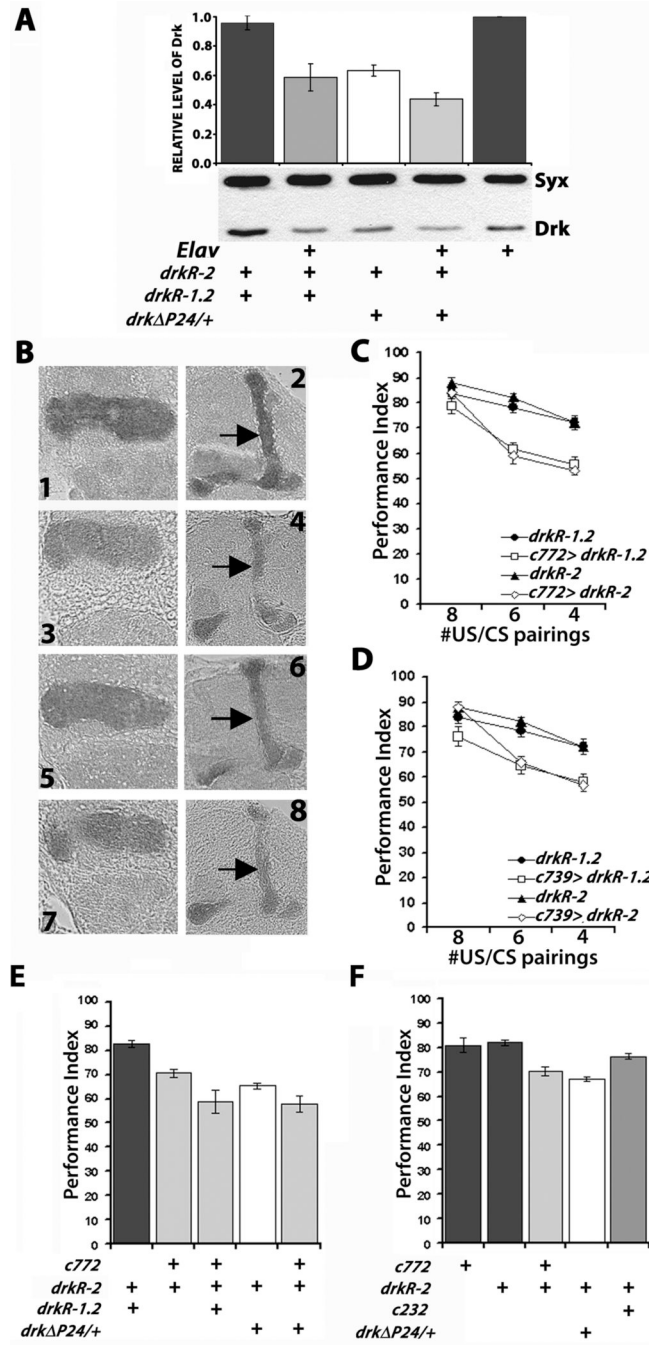 A
RELATIVE LEVEL OF Drk
1.0
0.8
0.6
0.4
0.2
0.0
Syx
Drk
Elav + + +
drkR-2 + + + +
drkR-1.2 + +
drkΔP24/+ + +
B
1
2
3
4
5
6
7
8
C
Performance Index
100
90
80
70
60
50
40
30
20
10
0
drkR-1.2
c772> drkR-1.2
drkR-2
c772> drkR-2
8 6 4
#US/CS pairings
D
Performance Index
100
90
80
70
60
50
40
30
20
10
0
drkR-1.2
c739> drkR-1.2
drkR-2
c739> drkR-2
8 6 4
#US/CS pairings
E
Performance Index
100
90
80
70
60
50
40
30
20
10
0
c772 + + +
drkR-2 + + + + +
drkR-1.2 + +
drkΔP24/+ + +
F
Performance Index
100
90
80
70
60
50
40
30
20
10
0
c772 + +
drkR-2 + + + +
c232 +
drkΔP24/+ +